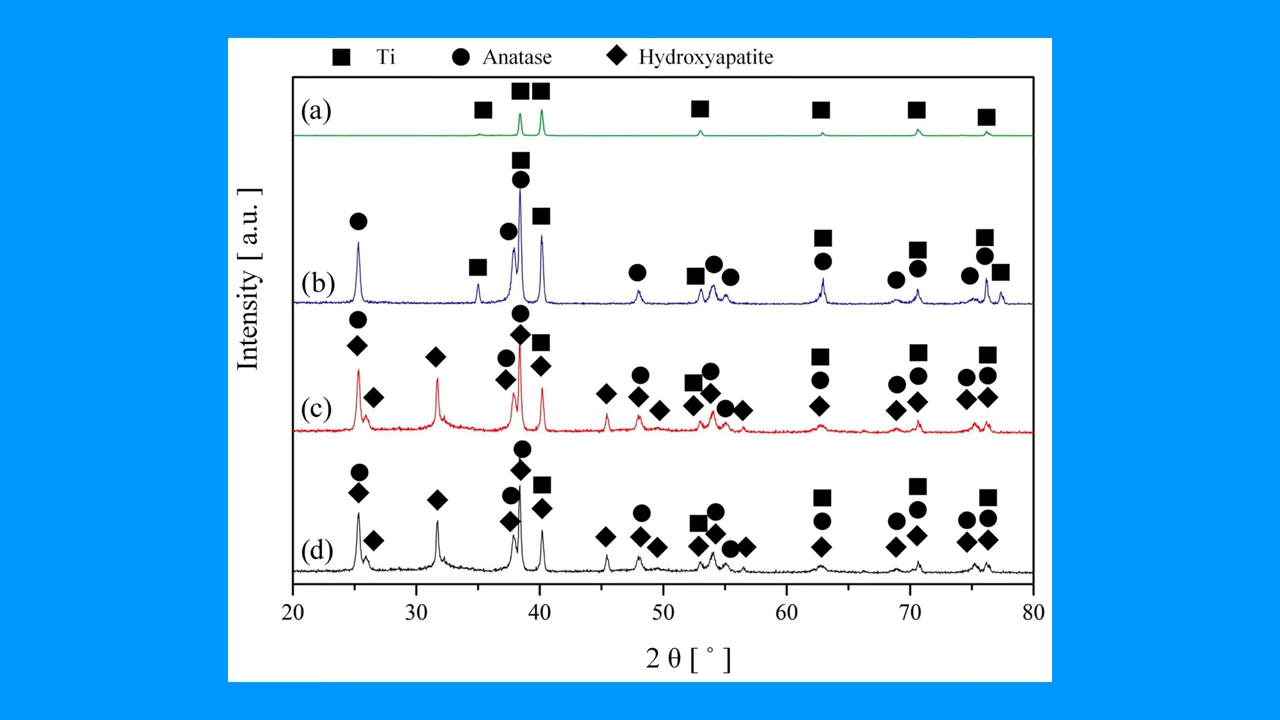 Ti Anatase Hydroxyapatite
(a)
(b)
(c)
(d)
Intensity [ a.u. ]
20 30 40 50 60 70 80
2 θ [ ° ]